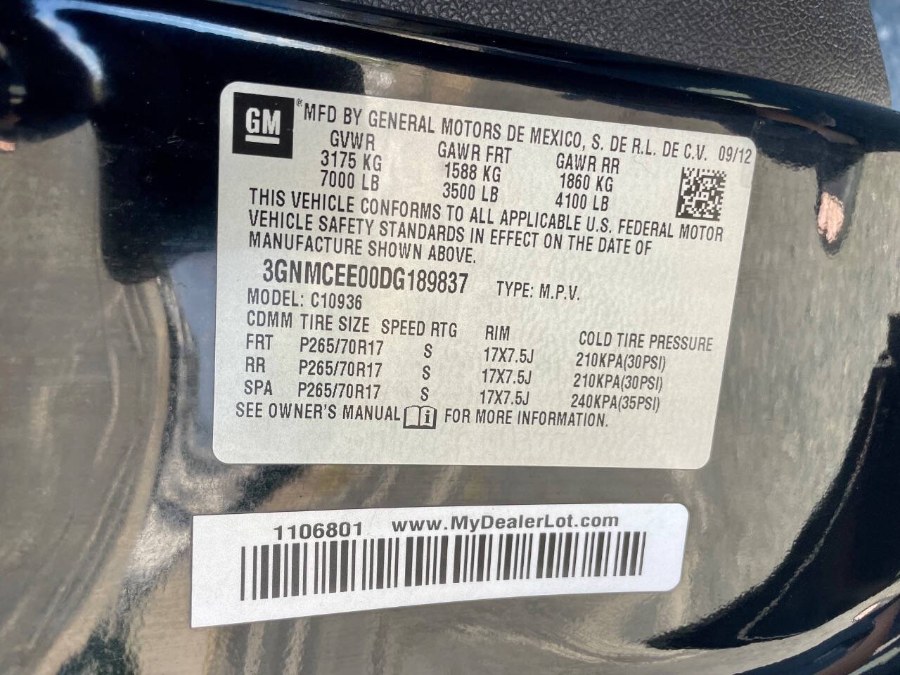 GM ® MFD BY GENERAL MOTORS DE MEXICO, S. DE R.L. DE C.V. 09/12
GVWR GAWR FRT GAWR RR
3175 KG 1588 KG 1860 KG
7000 LB 3500 LB 4100 LB
THIS VEHICLE CONFORMS TO ALL APPLICABLE U.S. FEDERAL MOTOR
VEHICLE SAFETY STANDARDS IN EFFECT ON THE DATE OF
MANUFACTURE SHOWN ABOVE.
3GNMCEE00DG189837 TYPE: M.P.V.
MODEL: C10936
CDMM TIRE SIZE SPEED RTG RIM COLD TIRE PRESSURE
FRT P265/70R17 S 17X7.5J 210KPA(30PSI)
RR P265/70R17 S 17X7.5J 210KPA(30PSI)
SPA P265/70R17 S 17X7.5J 240KPA(35PSI)
SEE OWNER'S MANUAL FOR MORE INFORMATION.
1106801 www.MyDealerLot.com